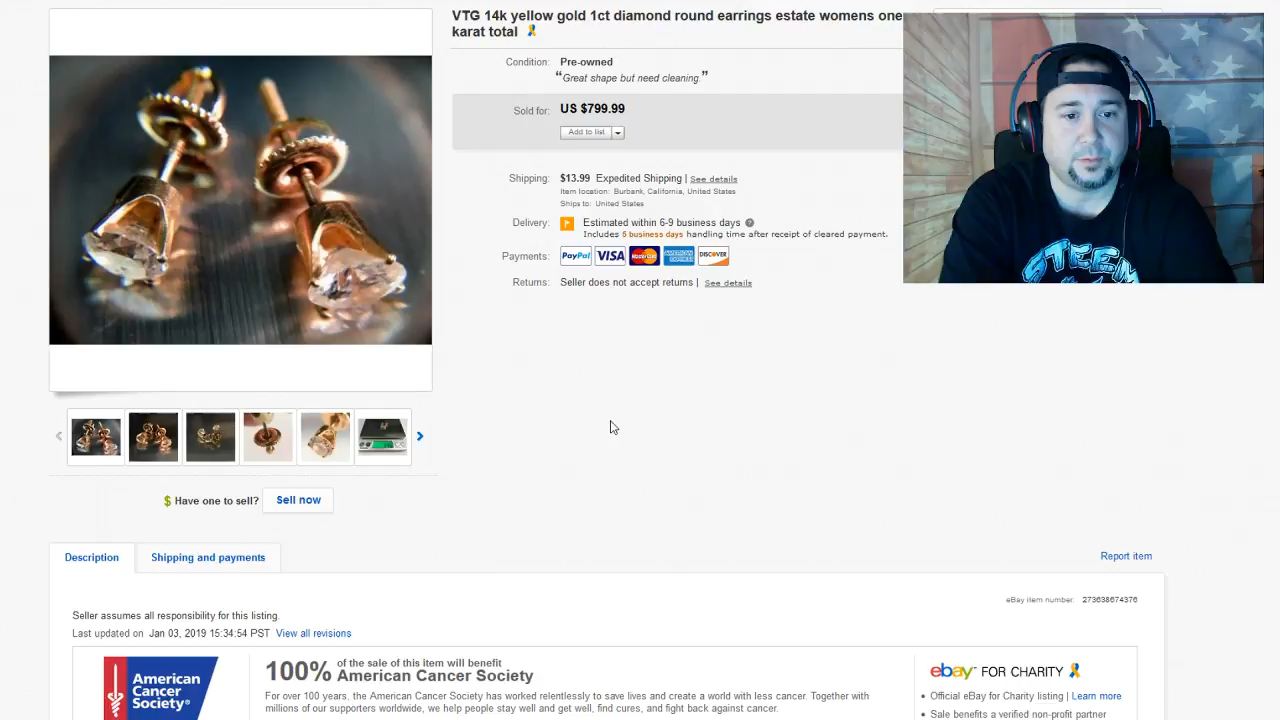 VTG 14k yellow gold 1ct diamond round earrings estate womens one
karat total
Condition: Pre-owned
“Great shape but need cleaning.”
Sold for: US $799.99
Add to list
Shipping: $13.99 Expedited Shipping | See details
Item location: Burbank, California, United States
Ships to: United States
Delivery: Estimated within 6-9 business days
Includes 5 business days handling time after receipt of cleared payment.
Payments: PayPal VISA MasterCard AMERICAN EXPRESS DISCOVER
Returns: Seller does not accept returns | See details
STEEM
$ Have one to sell? Sell now
Description Shipping and payments Report item
eBay item number: 273638674376
Seller assumes all responsibility for this listing.
Last updated on Jan 03, 2019 15:34:54 PST View all revisions
American
Cancer
Society®
100% of the sale of this item will benefit
American Cancer Society
For over 100 years, the American Cancer Society has worked relentlessly to save lives and create a world with less cancer. Together with
millions of our supporters worldwide, we help people stay well and get well, find cures, and fight back against cancer.
ebay FOR CHARITY
• Official eBay for Charity listing | Learn more
• Sale benefits a verified non-profit partner